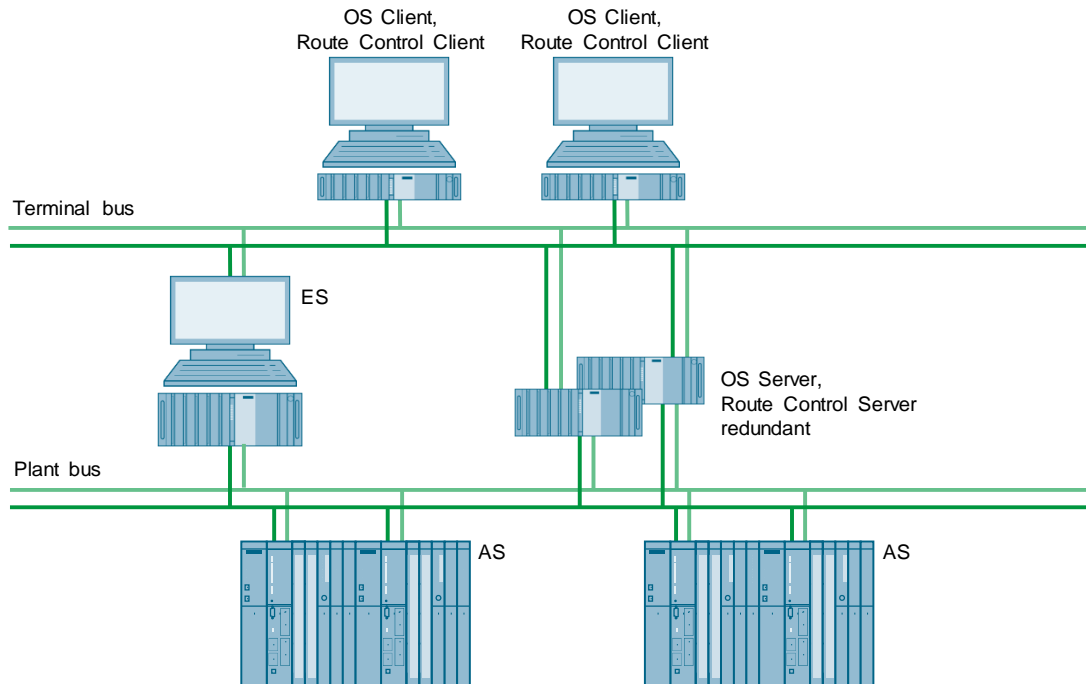 OS Client,
Route Control Client
OS Client,
Route Control Client
Terminal bus
ES
OS Server,
Route Control Server
redundant
Plant bus
AS
AS